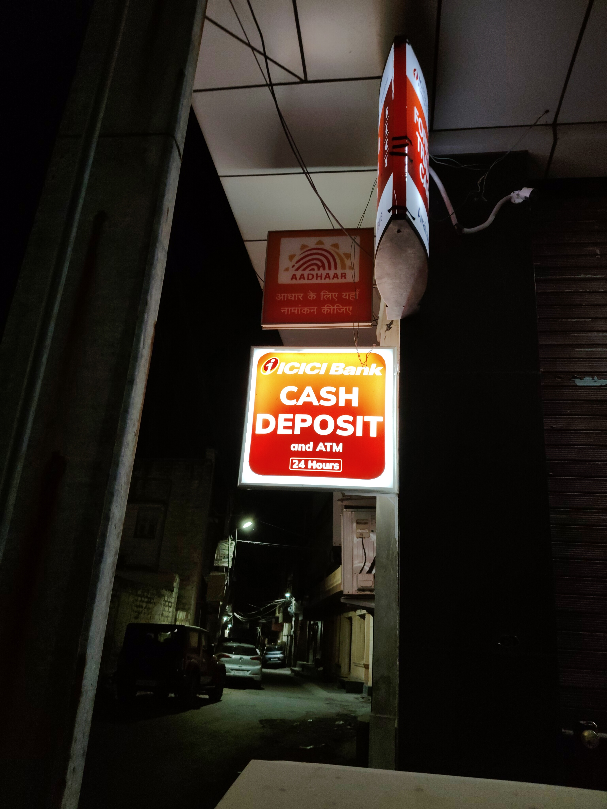 AADHAAR
आधार के लिए यहाँ
नामांकन कीजिए
ICICI Bank
CASH
DEPOSIT
and ATM
24 Hours